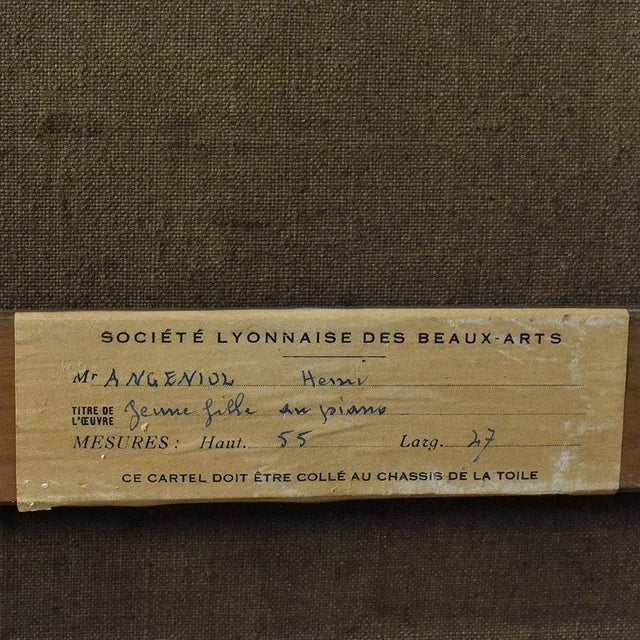 SOCIÉTÉ LYONNAISE DES BEAUX-ARTS
Mr ANGENIOL Henri
TITRE DE L'ŒUVRE Jeune fille au piano
MESURES : Haut. 55 Larg. 47
CE CARTEL DOIT ÊTRE COLLÉ AU CHASSIS DE LA TOILE